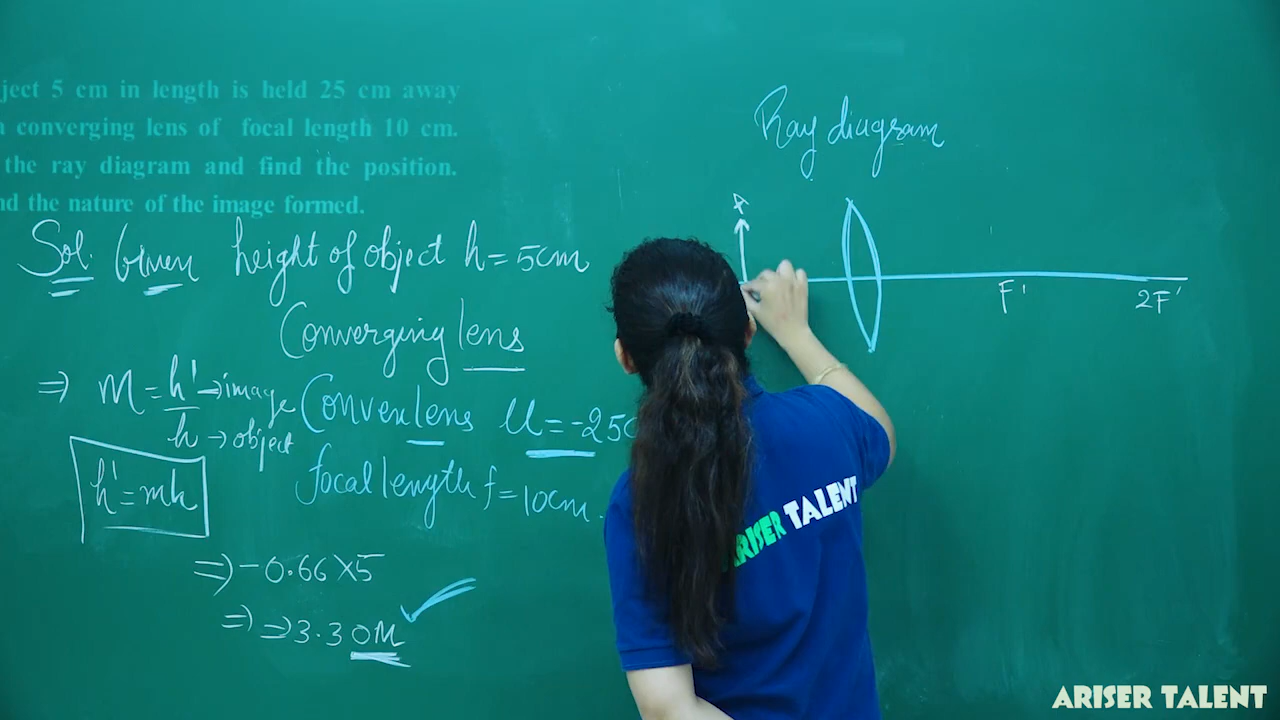 ject 5 cm in length is held 25 cm away
converging lens of focal length 10 cm.
the ray diagram and find the position.
nd the nature of the image formed.
Ray diagram
Sol. Given height of object h = 5cm
Converging lens
⇒ m = h' → image
h → object
Convex lens u = -25c
h' = mh
focal length f = 10cm.
⇒ -0.66 × 5
⇒ ⇒ 3.30M
A
F'
2F'
ARISER TALENT
ARISER TALENT